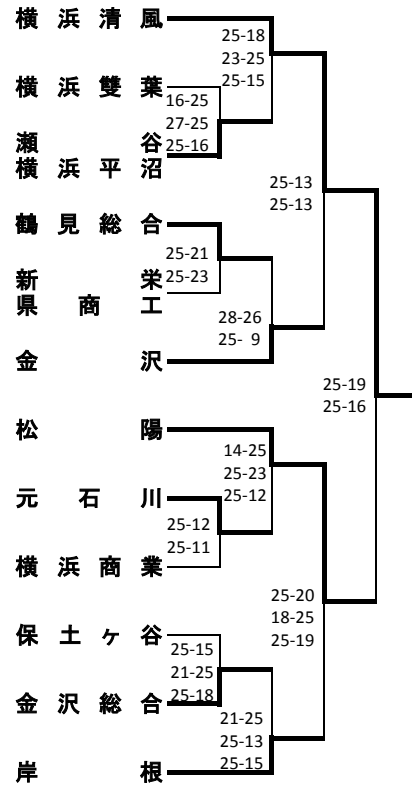 横浜清風
25-18
23-25
25-15
横浜雙葉
16-25
27-25
25-16
瀬谷
横浜平沼
25-13
25-13
鶴見総合
25-21
25-23
新栄
県商工
28-26
25- 9
金沢
25-19
25-16
松陽
14-25
25-23
25-12
元石川
25-12
25-11
横浜商業
25-20
18-25
25-19
保土ヶ谷
25-15
21-25
25-18
金沢総合
21-25
25-13
25-15
岸根